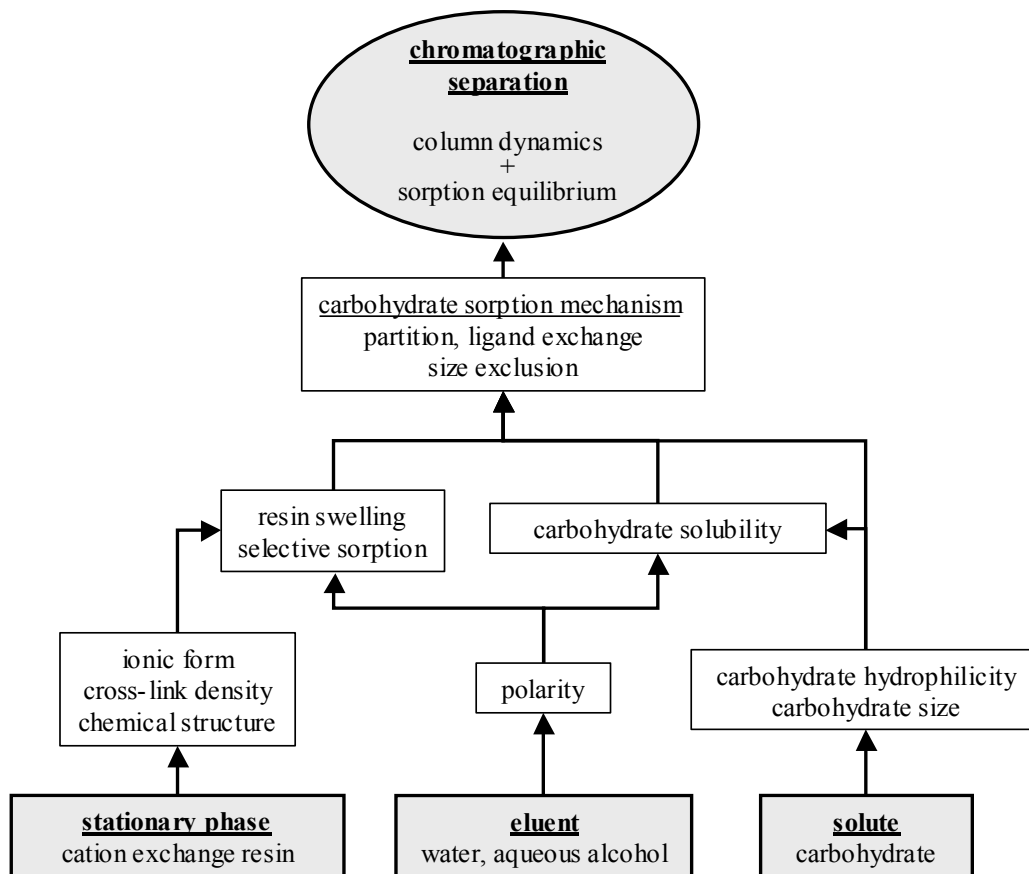 chromatographic
separation
column dynamics
+
sorption equilibrium
carbohydrate sorption mechanism
partition, ligand exchange
size exclusion
resin swelling
selective sorption
carbohydrate solubility
ionic form
cross-link density
chemical structure
polarity
carbohydrate hydrophilicity
carbohydrate size
stationary phase
cation exchange resin
eluent
water, aqueous alcohol
solute
carbohydrate